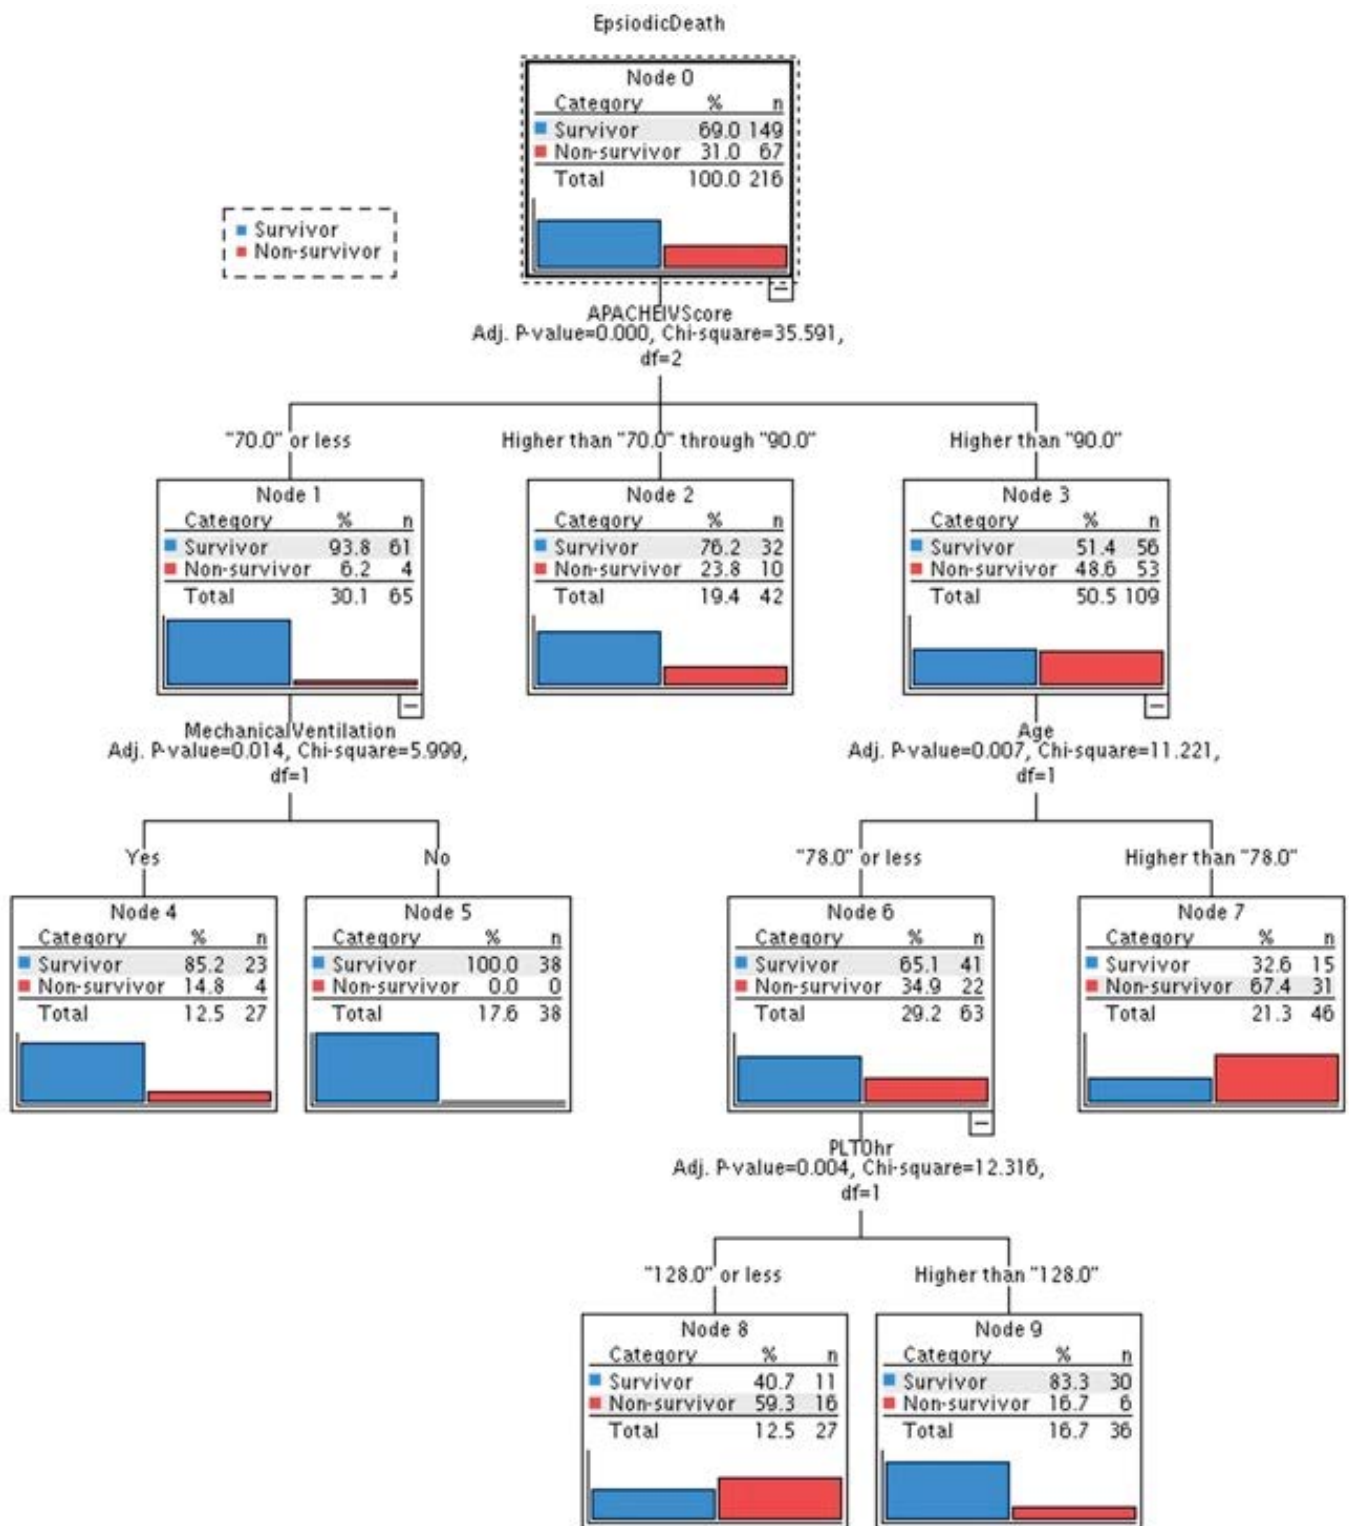 EpsiodicDeath
Node 0
Category % n
Survivor 69.0 149
Non-survivor 31.0 67
Total 100.0 216
Survivor
Non-survivor
APACHEIVScore
Adj. P-value=0.000, Chi-square=35.591,
df=2
"70.0" or less
Higher than "70.0" through "90.0"
Higher than "90.0"
Node 1
Category % n
Survivor 93.8 61
Non-survivor 6.2 4
Total 30.1 65
Node 2
Category % n
Survivor 76.2 32
Non-survivor 23.8 10
Total 19.4 42
Node 3
Category % n
Survivor 51.4 56
Non-survivor 48.6 53
Total 50.5 109
MechanicalVentilation
Adj. P-value=0.014, Chi-square=5.999,
df=1
Age
Adj. P-value=0.007, Chi-square=11.221,
df=1
Yes
No
"78.0" or less
Higher than "78.0"
Node 4
Category % n
Survivor 85.2 23
Non-survivor 14.8 4
Total 12.5 27
Node 5
Category % n
Survivor 100.0 38
Non-survivor 0.0 0
Total 17.6 38
Node 6
Category % n
Survivor 65.1 41
Non-survivor 34.9 22
Total 29.2 63
Node 7
Category % n
Survivor 32.6 15
Non-survivor 67.4 31
Total 21.3 46
PLT0hr
Adj. P-value=0.004, Chi-square=12.316,
df=1
"128.0" or less
Higher than "128.0"
Node 8
Category % n
Survivor 40.7 11
Non-survivor 59.3 16
Total 12.5 27
Node 9
Category % n
Survivor 83.3 30
Non-survivor 16.7 6
Total 16.7 36